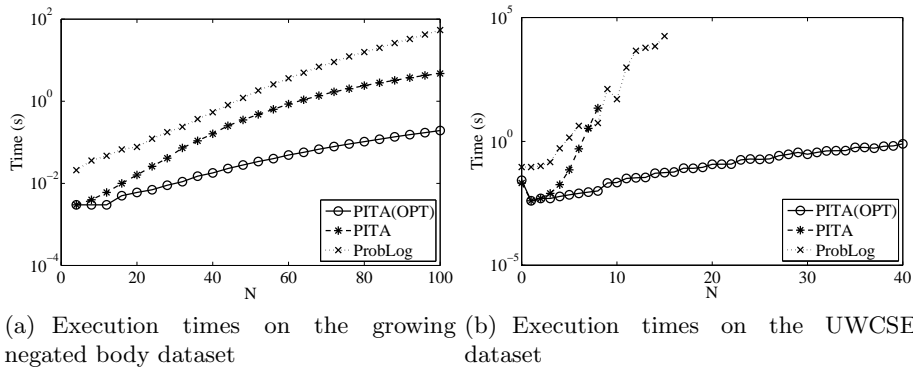 10^2
10^0
10^-2
10^-4
Time (s)
0 20 40 60 80 100
N
PITA(OPT)
PITA
ProbLog
10^5
10^0
10^-5
Time (s)
0 10 20 30 40
N
PITA(OPT)
PITA
ProbLog
(a) Execution times on the growing
negated body dataset
(b) Execution times on the UWCSE
dataset